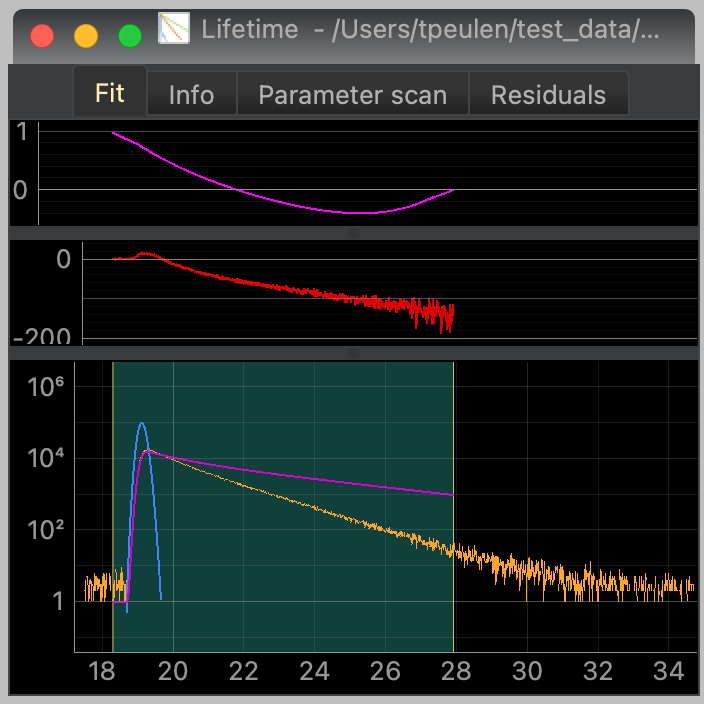 Lifetime - /Users/tpeulen/test_data/...
Fit Info Parameter scan Residuals
1
0
0
-200
10⁶
10⁴
10²
1
18 20 22 24 26 28 30 32 34